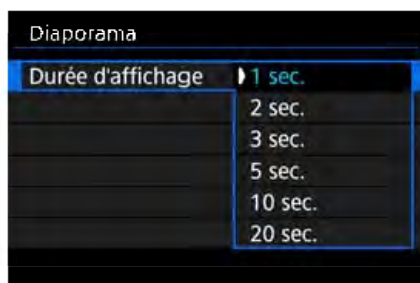 Diaporama
Durée d'affichage 1 sec.
2 sec.
3 sec.
5 sec.
10 sec.
20 sec.